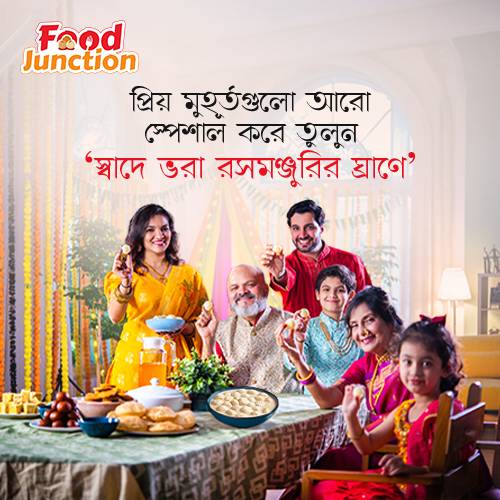 Food
Junction
প্রিয় মুহূর্তগুলো আরো
স্পেশাল করে তুলুন
‘স্বাদে ভরা রসমঞ্জুরির ঘ্রাণে’